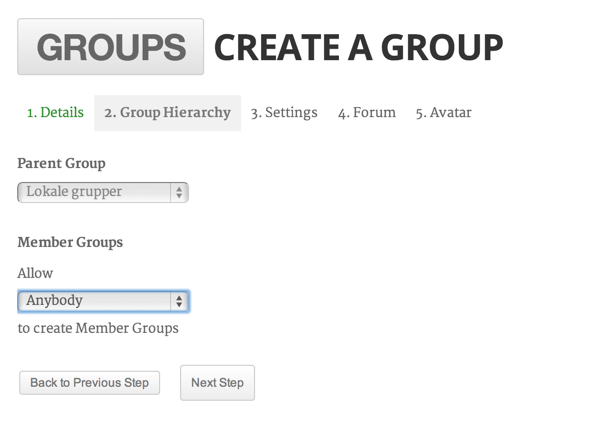 GROUPS CREATE A GROUP
1. Details 2. Group Hierarchy 3. Settings 4. Forum 5. Avatar
Parent Group
Lokale grupper
Member Groups
Allow
Anybody
to create Member Groups
Back to Previous Step Next Step